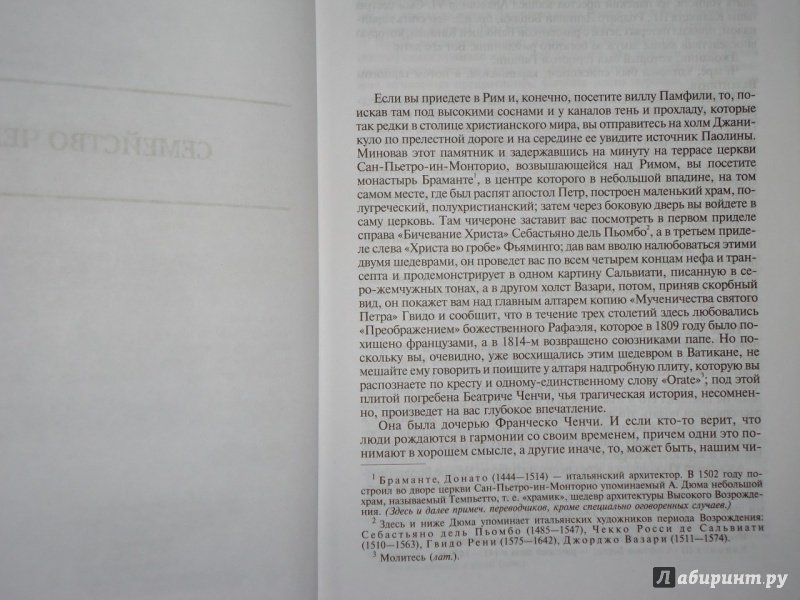 СЕМЕЙСТВО ЧЕ
Если вы приедете в Рим и, конечно, посетите виллу Памфили, то, по-
искав там под высокими соснами и у каналов тень и прохладу, которые
так редки в столице христианского мира, вы отправитесь на холм Джани-
куло по прелестной дороге и на середине ее увидите источник Паолины.
Миновав этот памятник и задержавшись на минуту на террасе церкви
Сан-Пьетро-ин-Монторио, возвышающейся над Римом, вы посетите
монастырь Браманте¹, в центре которого в небольшой впадине, на том
самом месте, где был распят апостол Петр, построен маленький храм, по-
лугреческий, полухристианский; затем через боковую дверь вы войдете в
саму церковь. Там чичероне заставит вас посмотреть в первом приделе
справа «Бичевание Христа» Себастьяно дель Пьомбо², а в третьем приде-
ле слева «Христа во гробе» Фьяминго; дав вам вволю налюбоваться этими
двумя шедеврами, он проведет вас по всем четырем концам нефа и тран-
септа и продемонстрирует в одном картину Сальвиати, писанную в се-
ро-жемчужных тонах, а в другом холст Вазари, потом, приняв скорбный
вид, он покажет вам над главным алтарем копию «Мученичества святого
Петра» Гвидо и сообщит, что в течение трех столетий здесь любовались
«Преображением» божественного Рафаэля, которое в 1809 году было по-
хищено французами, а в 1814-м возвращено союзниками папе. Но по-
скольку вы, очевидно, уже восхищались этим шедевром в Ватикане, не
мешайте ему говорить и поищите у алтаря надгробную плиту, которую вы
распознаете по кресту и одному-единственному слову «Orate»³; под этой
плитой погребена Беатриче Ченчи, чья трагическая история, несомнен-
но, произведет на вас глубокое впечатление.
Она была дочерью Франческо Ченчи. И если кто-то верит, что
люди рождаются в гармонии со своим временем, причем одни это по-
нимают в хорошем смысле, а другие иначе, то, может быть, нашим чи-
¹ Браманте, Донато (1444—1514) — итальянский архитектор. В 1502 году по-
строил во дворе церкви Сан-Пьетро-ин-Монторио упоминаемый А. Дюма небольшой
храм, называемый Темпьетто, т. е. «храмик», шедевр архитектуры Высокого Возрожде-
ния. (Здесь и далее примеч. переводчиков, кроме специально оговоренных случаев.)
² Здесь и ниже Дюма упоминает итальянских художников периода Возрождения:
Себастьяно дель Пьомбо (1485—1547), Чекко Росси де Сальвиати
(1510—1563), Гвидо Рени (1575—1642), Джорджо Вазари (1511—1574).
³ Молитесь (лат.).
Лабиринт.ру